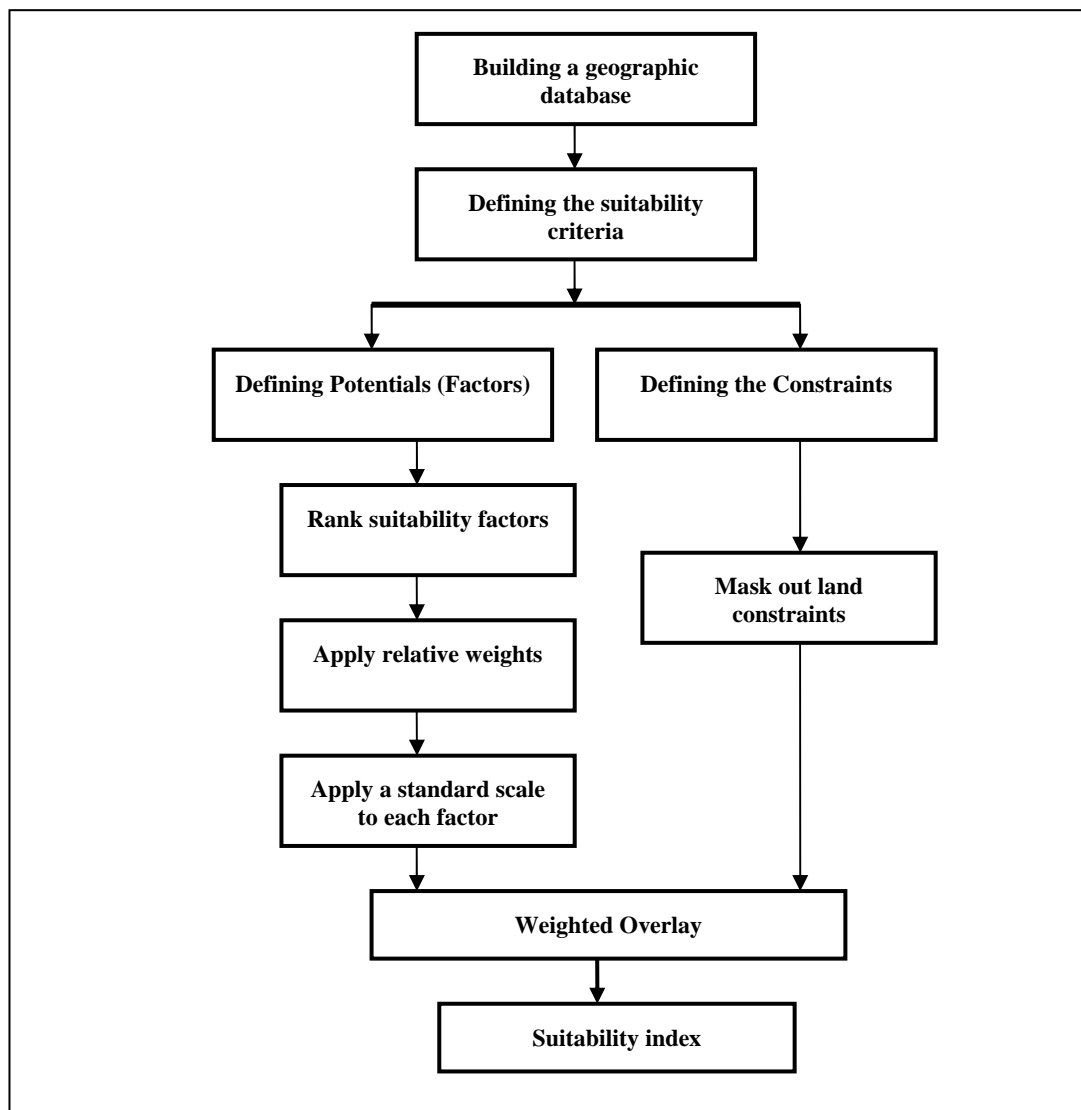 Building a geographic
database
Defining the suitability
criteria
Defining Potentials (Factors)
Defining the Constraints
Rank suitability factors
Mask out land
constraints
Apply relative weights
Apply a standard scale
to each factor
Weighted Overlay
Suitability index